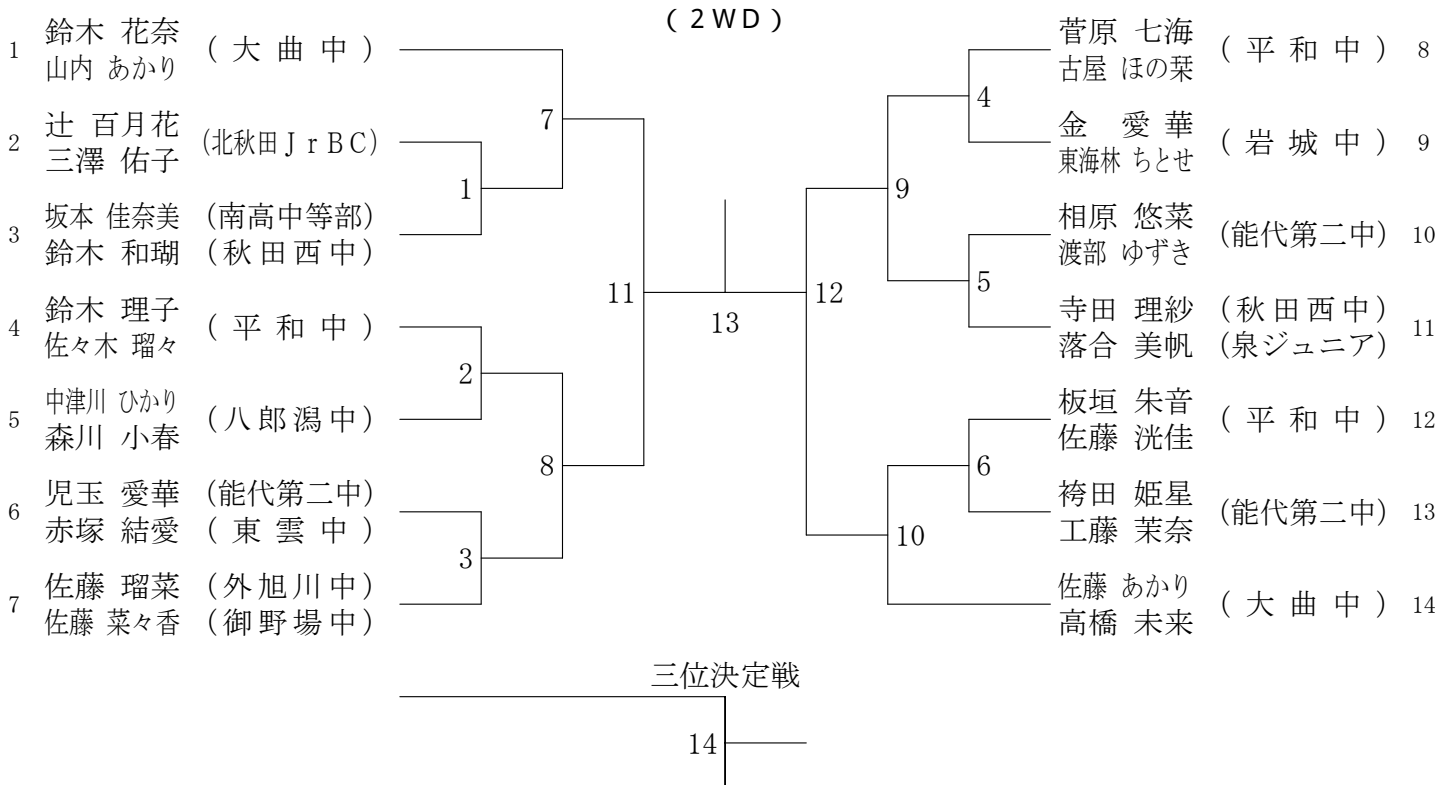 (2WD)
1 鈴木 花奈 (大曲中)
山内 あかり
2 辻 百月花 (北秋田JrBC)
三澤 佑子
3 坂本 佳奈美 (南高中等部)
鈴木 和瑚 (秋田西中)
4 鈴木 理子 (平和中)
佐々木 瑠々
5 中津川 ひかり (八郎潟中)
森川 小春
6 児玉 愛華 (能代第二中)
赤塚 結愛 (東雲中)
7 佐藤 瑠菜 (外旭川中)
佐藤 菜々香 (御野場中)
7
1
11
2
8
3
13
12
9
4
5
10
6
菅原 七海 (平和中) 8
古屋 ほの栞
金 愛華 (岩城中) 9
東海林 ちとせ
相原 悠菜 (能代第二中) 10
渡部 ゆずき
寺田 理紗 (秋田西中) 11
落合 美帆 (泉ジュニア)
板垣 朱音 (平和中) 12
佐藤 洸佳
袴田 姫星 (能代第二中) 13
工藤 茉奈
佐藤 あかり (大曲中) 14
高橋 未来
三位決定戦
14